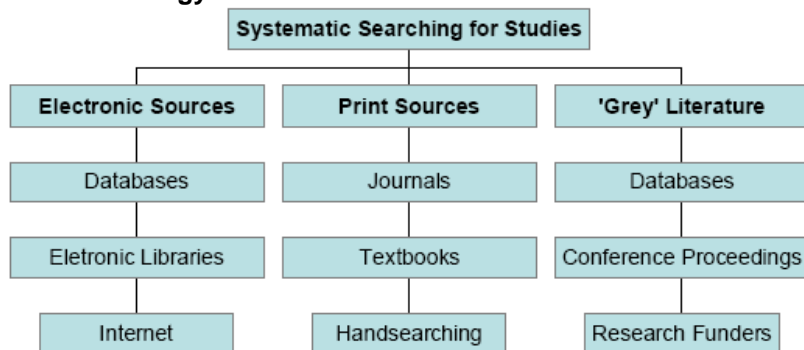 Systematic Searching for Studies
Electronic Sources
Print Sources
'Grey' Literature
Databases
Journals
Databases
Eletronic Libraries
Textbooks
Conference Proceedings
Internet
Handsearching
Research Funders